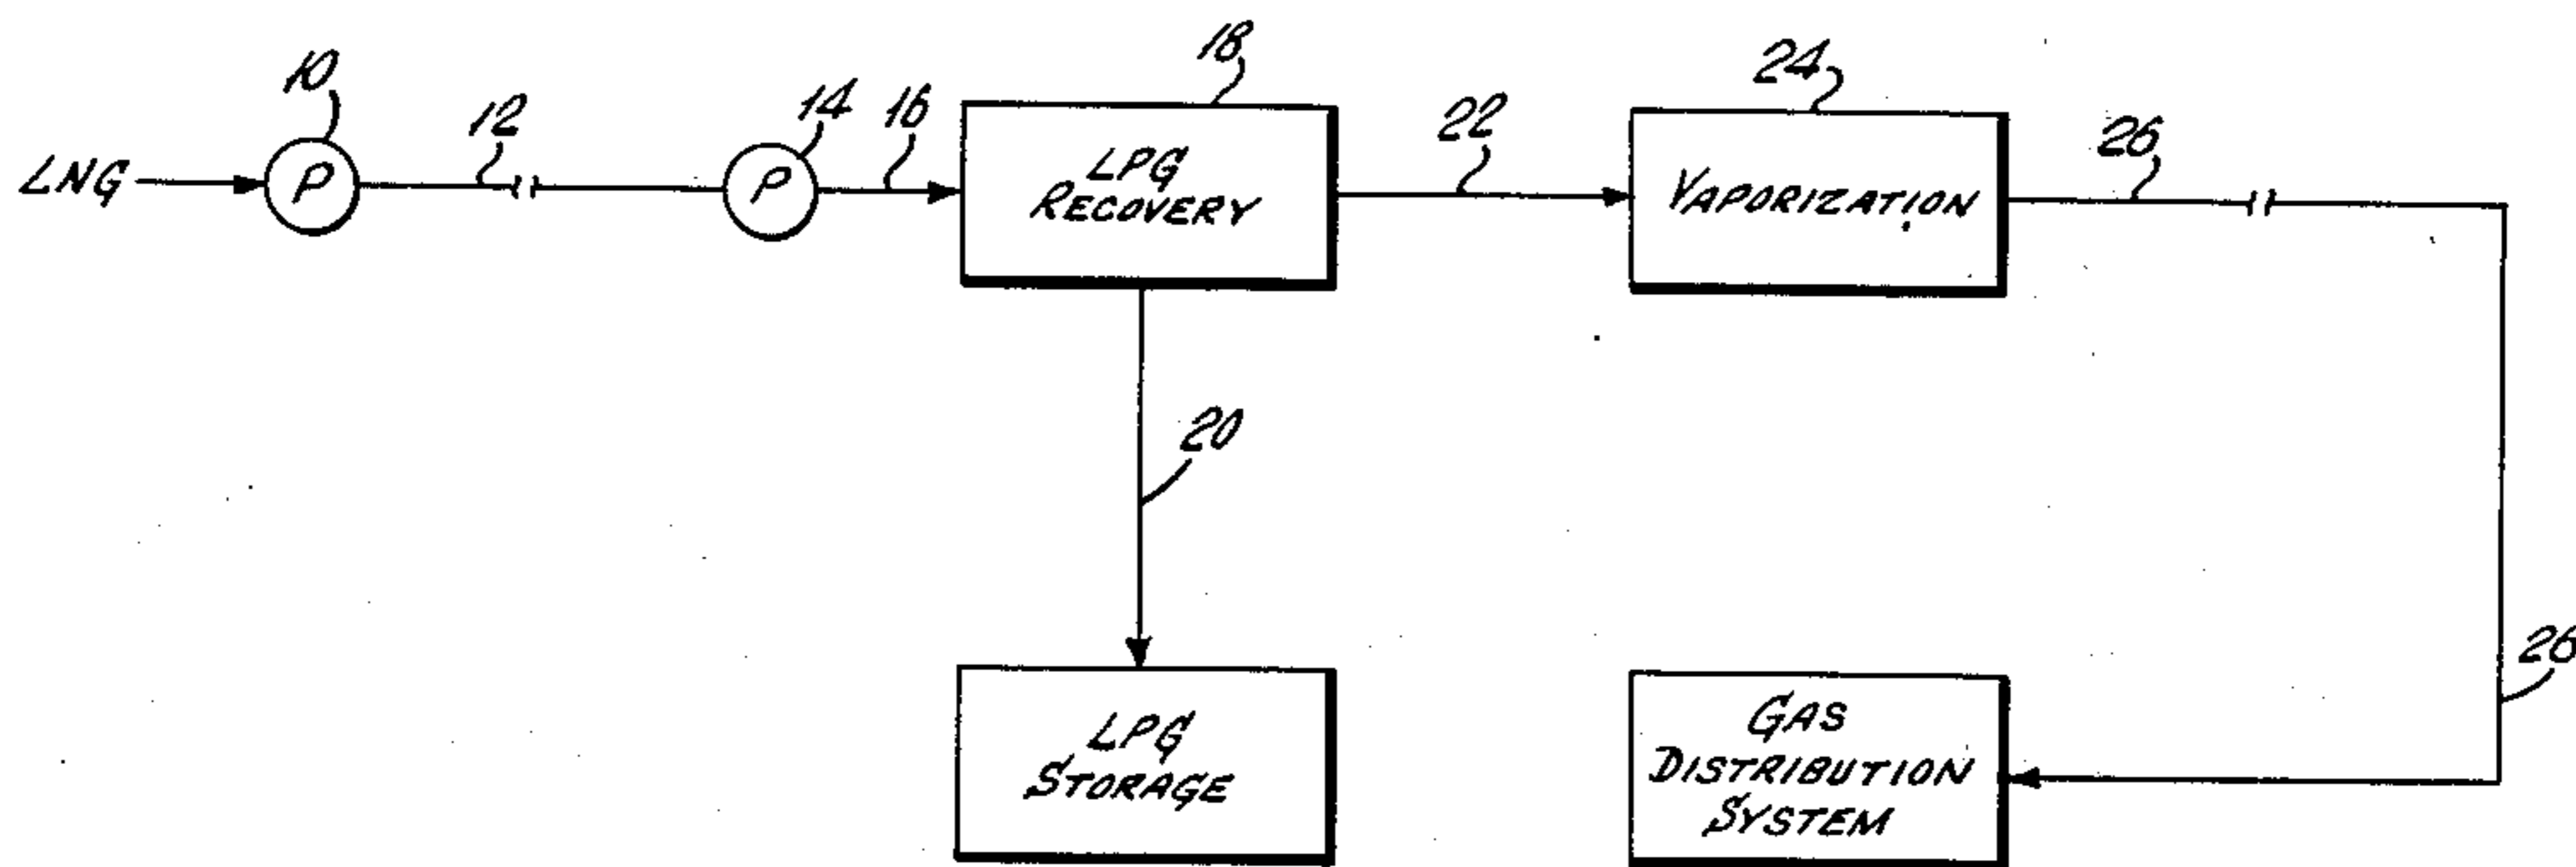 10
12
14
16
18
22
24
26
LNG
P
P
LPG
RECOVERY
VAPORIZATION
20
26
LPG
STORAGE
GAS
DISTRIBUTION
SYSTEM